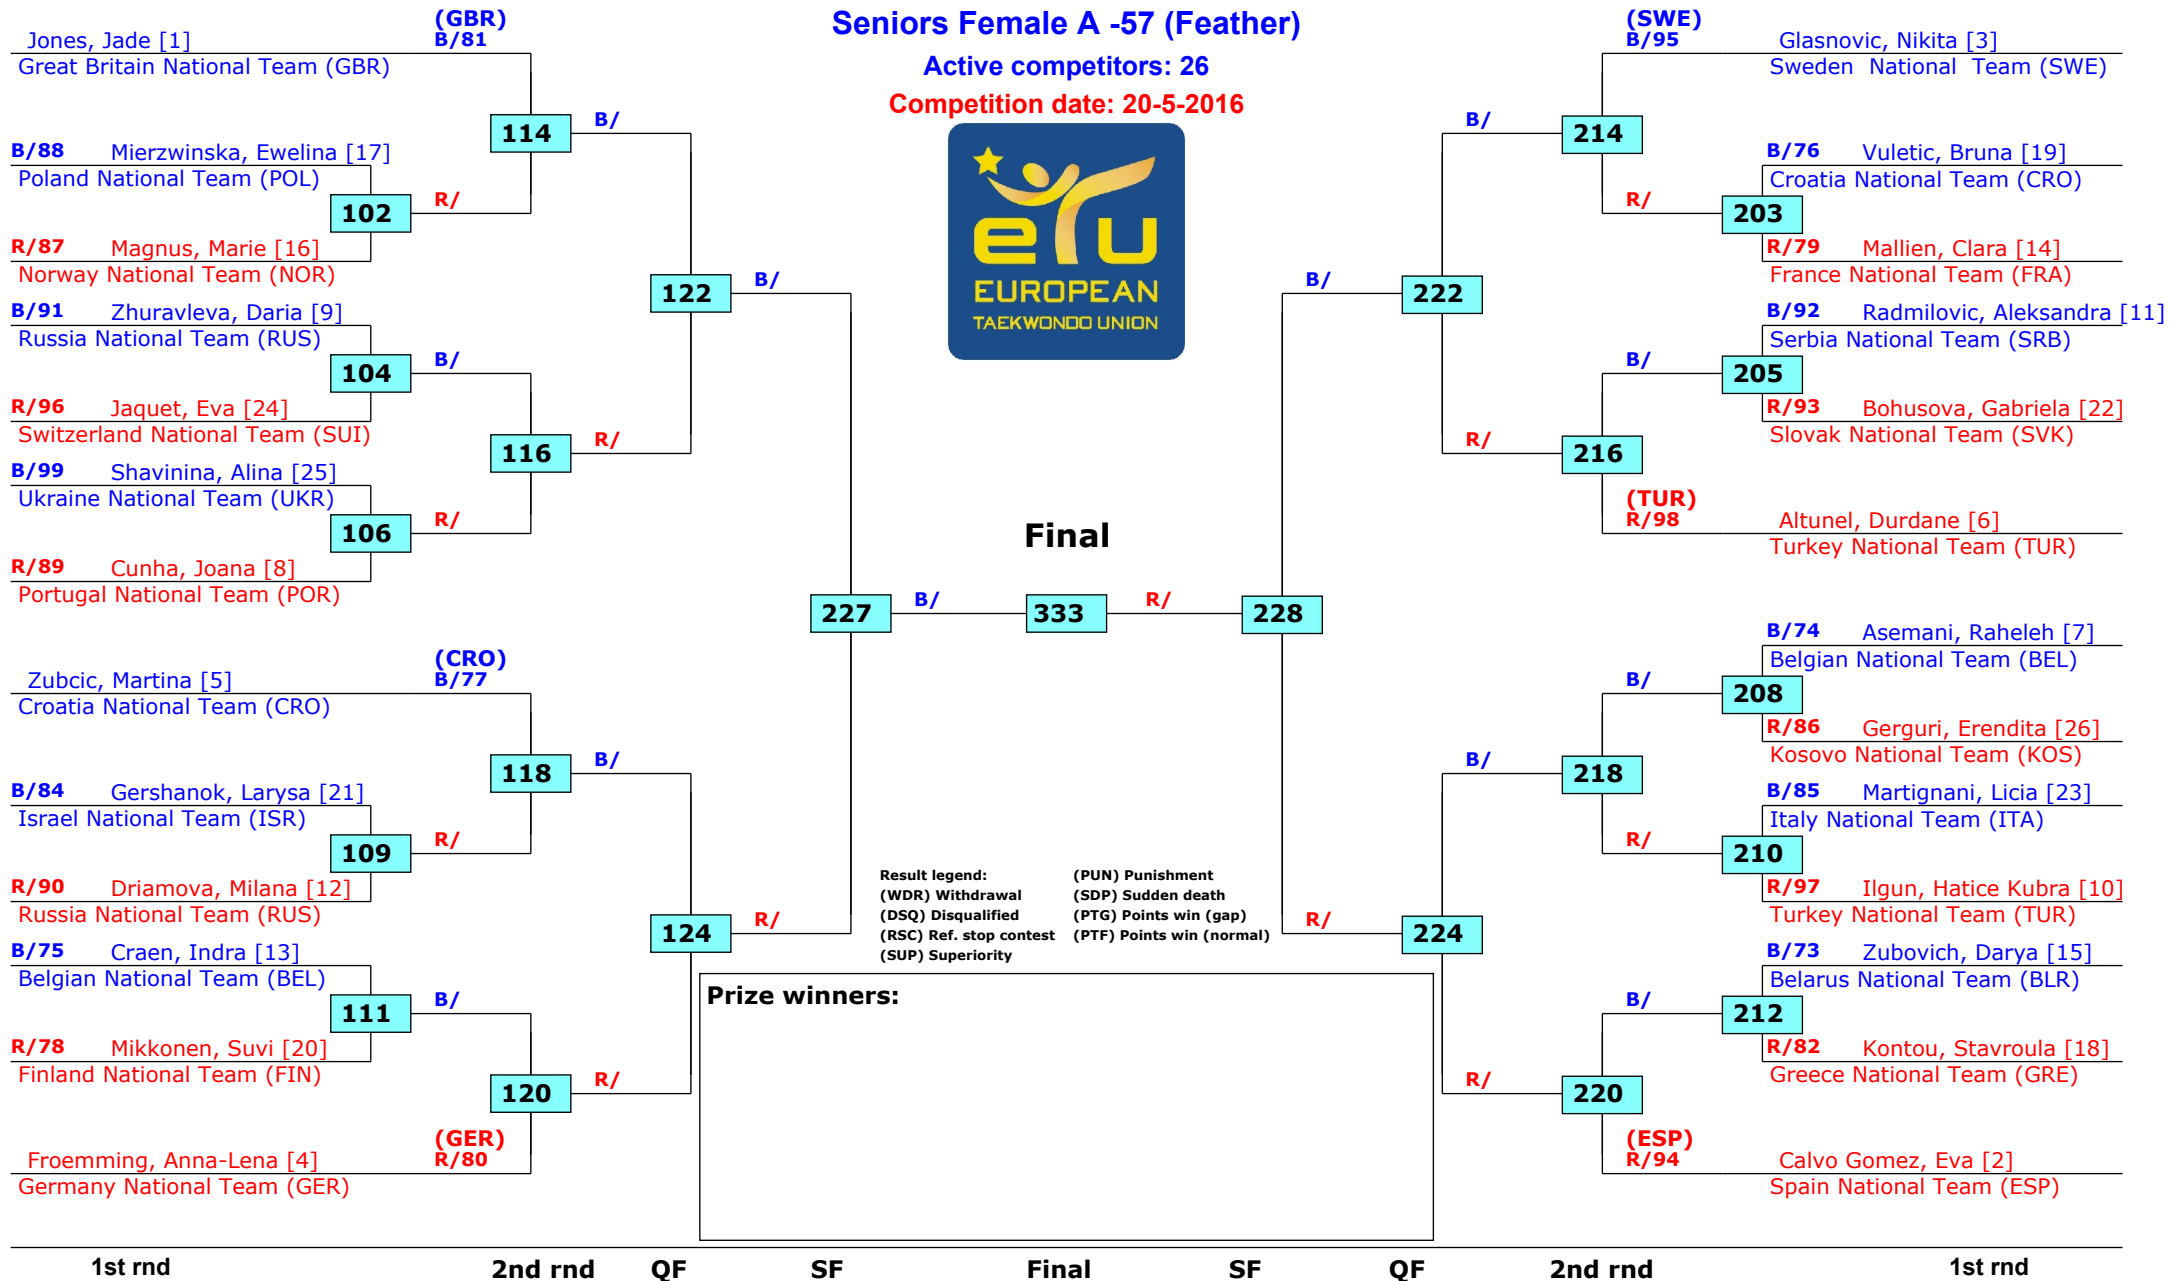 Seniors Female A -57 (Feather)
Active competitors: 26
Competition date: 20-5-2016
eTU
EUROPEAN
TAEKWONDO UNION
Jones, Jade [1]
(GBR)
B/81
Great Britain National Team (GBR)
114
B/
B/88 Mierzwinska, Ewelina [17]
Poland National Team (POL)
102
R/
R/87 Magnus, Marie [16]
Norway National Team (NOR)
122
B/
B/91 Zhuravleva, Daria [9]
Russia National Team (RUS)
104
B/
R/96 Jaquet, Eva [24]
Switzerland National Team (SUI)
116
R/
B/99 Shavinina, Alina [25]
Ukraine National Team (UKR)
106
R/
R/89 Cunha, Joana [8]
Portugal National Team (POR)
227
B/
Zubcic, Martina [5]
(CRO)
B/77
Croatia National Team (CRO)
118
B/
B/84 Gershanok, Larysa [21]
Israel National Team (ISR)
109
R/
R/90 Driamova, Milana [12]
Russia National Team (RUS)
124
R/
B/75 Craen, Indra [13]
Belgian National Team (BEL)
111
B/
R/78 Mikkonen, Suvi [20]
Finland National Team (FIN)
120
R/
(GER)
R/80
Froemming, Anna-Lena [4]
Germany National Team (GER)
Final
333
R/
228
(SWE)
B/95
Glasnovic, Nikita [3]
Sweden National Team (SWE)
B/
214
B/76 Vuletic, Bruna [19]
Croatia National Team (CRO)
R/
203
R/79 Mallien, Clara [14]
France National Team (FRA)
B/
222
B/92 Radmilovic, Aleksandra [11]
Serbia National Team (SRB)
B/
205
R/93 Bohusova, Gabriela [22]
Slovak National Team (SVK)
R/
216
(TUR)
R/98
Altunel, Durdane [6]
Turkey National Team (TUR)
B/74 Asemani, Raheleh [7]
Belgian National Team (BEL)
B/
208
R/86 Gerguri, Erendita [26]
Kosovo National Team (KOS)
B/
218
B/85 Martignani, Licia [23]
Italy National Team (ITA)
R/
210
R/97 Ilgun, Hatice Kubra [10]
Turkey National Team (TUR)
R/
224
B/73 Zubovich, Darya [15]
Belarus National Team (BLR)
B/
212
R/82 Kontou, Stavroula [18]
Greece National Team (GRE)
R/
220
(ESP)
R/94
Calvo Gomez, Eva [2]
Spain National Team (ESP)
Result legend:
(WDR) Withdrawal
(DSQ) Disqualified
(RSC) Ref. stop contest
(SUP) Superiority
(PUN) Punishment
(SDP) Sudden death
(PTG) Points win (gap)
(PTF) Points win (normal)
Prize winners:
1st rnd 2nd rnd QF SF Final SF QF 2nd rnd 1st rnd